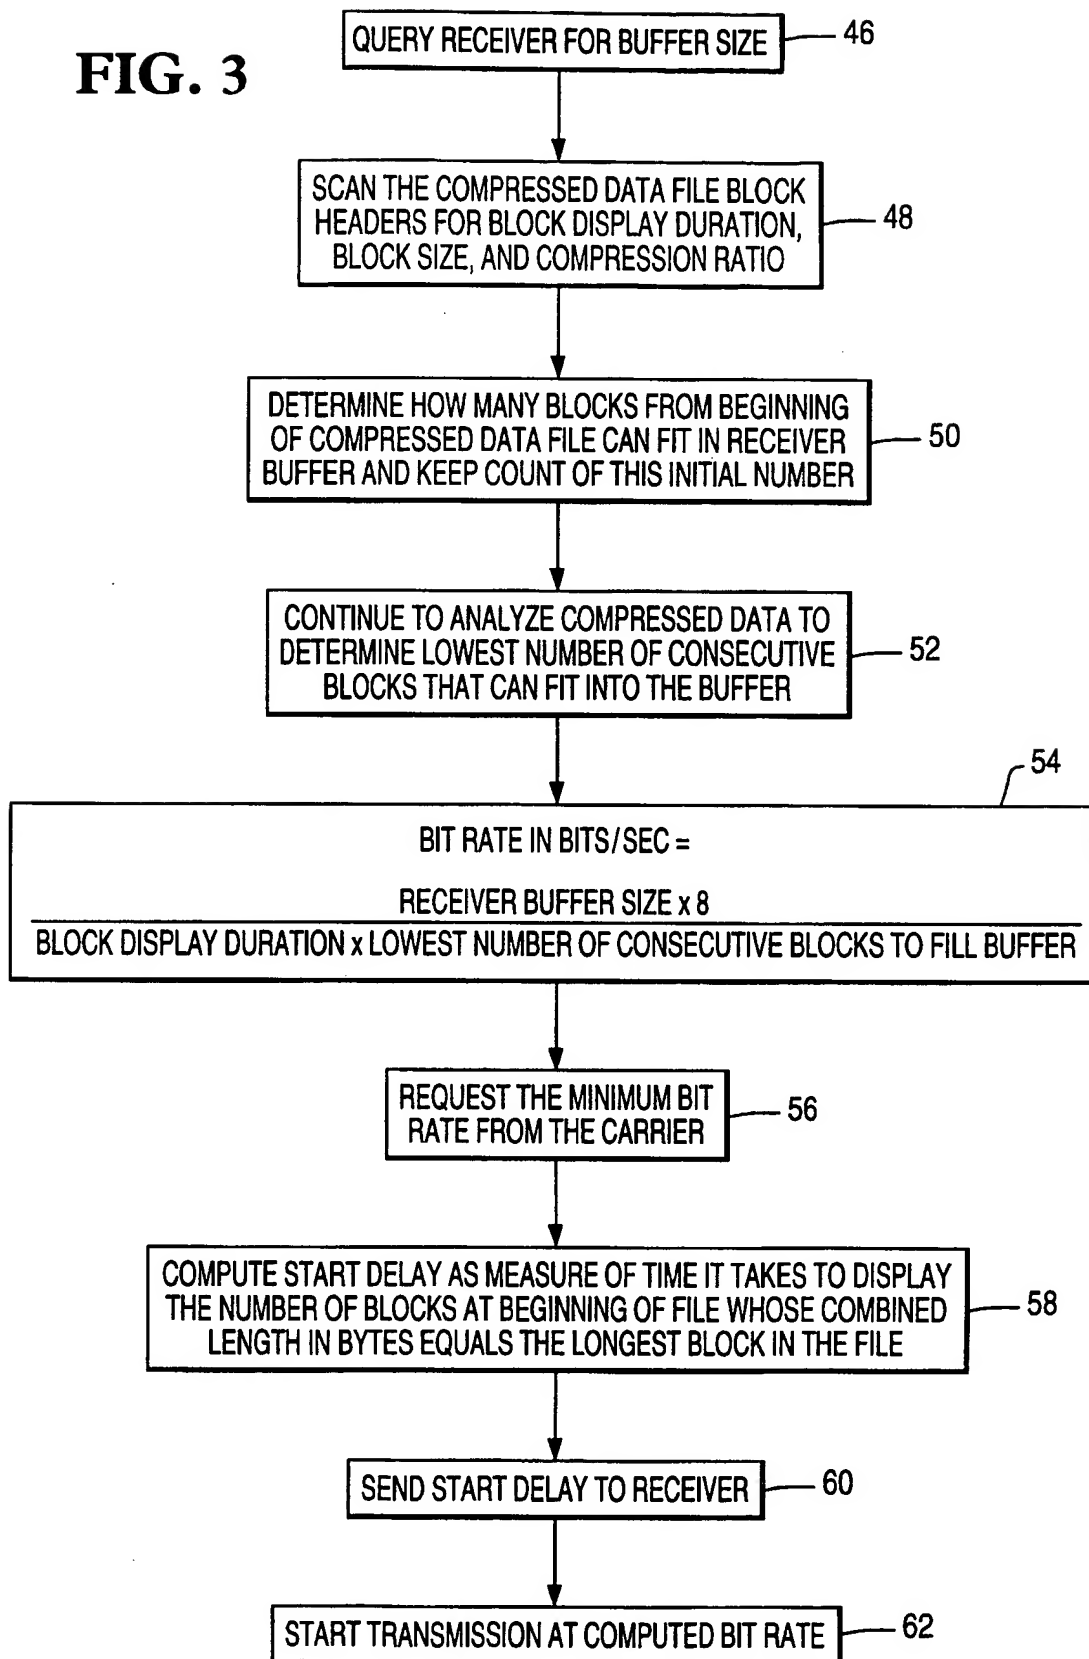 FIG. 3
QUERY RECEIVER FOR BUFFER SIZE
46
SCAN THE COMPRESSED DATA FILE BLOCK
HEADERS FOR BLOCK DISPLAY DURATION,
BLOCK SIZE, AND COMPRESSION RATIO
48
DETERMINE HOW MANY BLOCKS FROM BEGINNING
OF COMPRESSED DATA FILE CAN FIT IN RECEIVER
BUFFER AND KEEP COUNT OF THIS INITIAL NUMBER
50
CONTINUE TO ANALYZE COMPRESSED DATA TO
DETERMINE LOWEST NUMBER OF CONSECUTIVE
BLOCKS THAT CAN FIT INTO THE BUFFER
52
54
BIT RATE IN BITS/SEC =
RECEIVER BUFFER SIZE x 8
BLOCK DISPLAY DURATION x LOWEST NUMBER OF CONSECUTIVE BLOCKS TO FILL BUFFER
REQUEST THE MINIMUM BIT
RATE FROM THE CARRIER
56
COMPUTE START DELAY AS MEASURE OF TIME IT TAKES TO DISPLAY
THE NUMBER OF BLOCKS AT BEGINNING OF FILE WHOSE COMBINED
LENGTH IN BYTES EQUALS THE LONGEST BLOCK IN THE FILE
58
SEND START DELAY TO RECEIVER
60
START TRANSMISSION AT COMPUTED BIT RATE
62